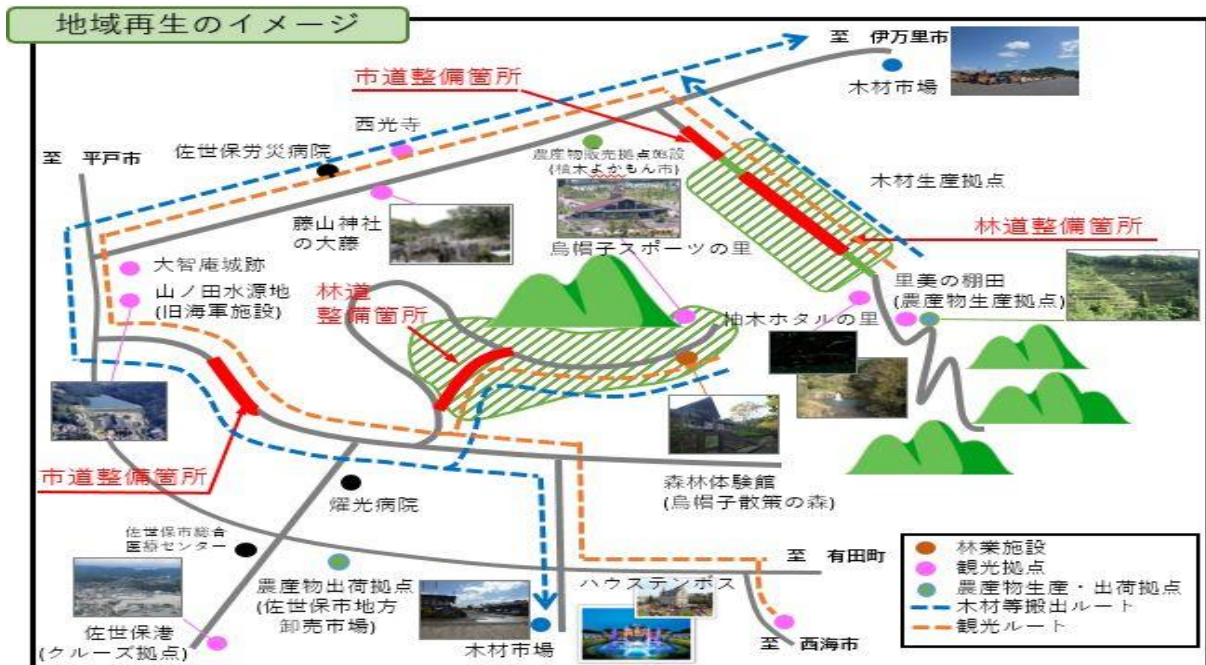 地域再生のイメージ
至 伊万里市
市道整備箇所
木材市場
西光寺
至 平戸市
佐世保労災病院
農産物販売拠点施設
(柚木よかもん市)
木材生産拠点
藤山神社
の大藤
林道整備箇所
烏帽子スポーツの里
大智庵城跡
林道
整備箇所
里美の棚田
(農産物生産拠点)
山ノ田水源地
(旧海軍施設)
柚木ホタルの里
市道整備箇所
燿光病院
森林体験館
(烏帽子散策の森)
佐世保市総合
医療センター
至 有田町
農産物出荷拠点
(佐世保市地方
卸売市場)
ハウステンボス
佐世保港
(クルーズ拠点)
木材市場
至 西海市
林業施設
観光拠点
農産物生産・出荷拠点
木材等搬出ルート
観光ルート